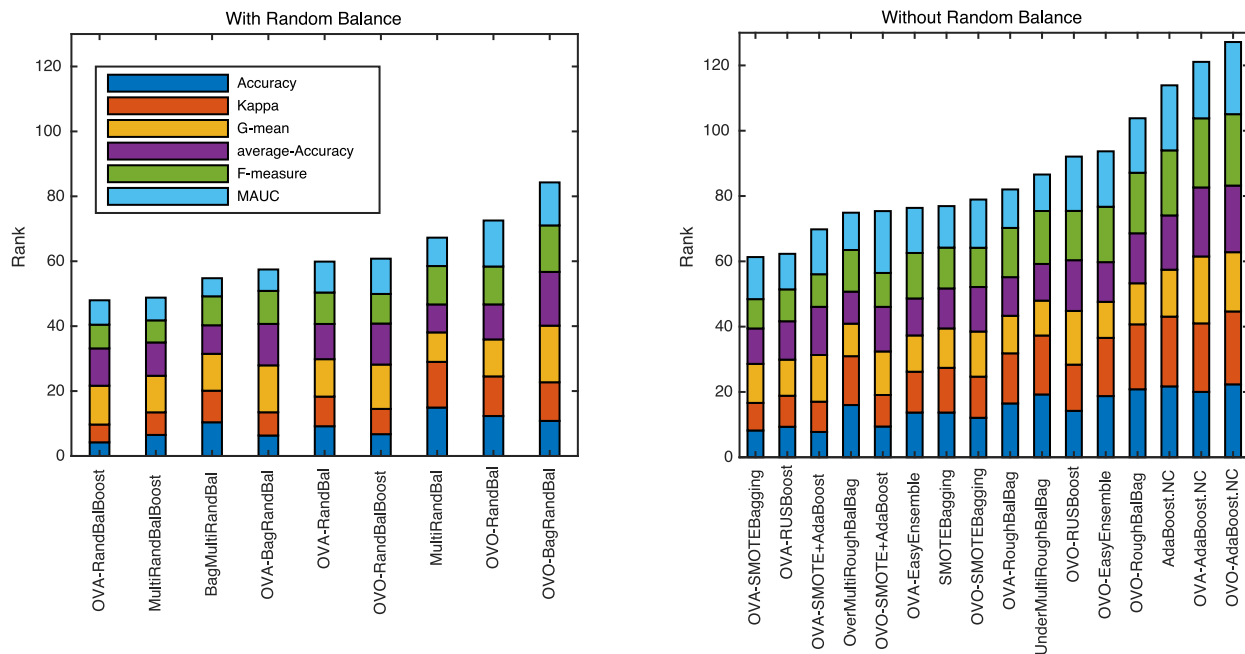 With Random Balance
Rank
0
20
40
60
80
100
120
Accuracy
Kappa
G-mean
average-Accuracy
F-measure
MAUC
OVA-RandBalBoost
MultiRandBalBoost
BagMultiRandBal
OVA-BagRandBal
OVA-RandBal
OVO-RandBalBoost
MultiRandBal
OVO-RandBal
OVO-BagRandBal
Without Random Balance
Rank
0
20
40
60
80
100
120
OVA-SMOTEBagging
OVA-RUSBoost
OVA-SMOTE+AdaBoost
OverMultiRoughBalBag
OVO-SMOTE+AdaBoost
OVA-EasyEnsemble
SMOTEBagging
OVO-SMOTEBagging
OVA-RoughBalBag
UnderMultiRoughBalBag
OVO-RUSBoost
OVO-EasyEnsemble
OVO-RoughBalBag
AdaBoost.NC
OVA-AdaBoost.NC
OVO-AdaBoost.NC